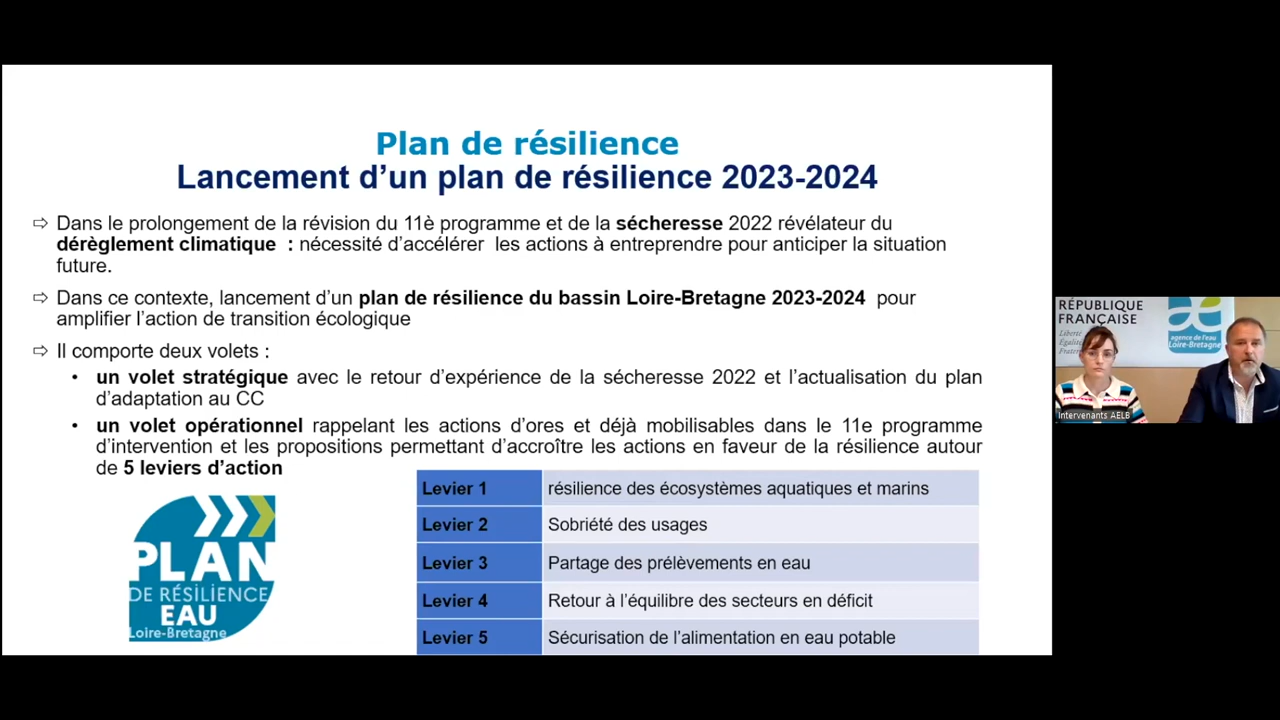 Plan de résilience
Lancement d’un plan de résilience 2023-2024
⇨ Dans le prolongement de la révision du 11è programme et de la sécheresse 2022 révélateur du
dérèglement climatique : nécessité d’accélérer les actions à entreprendre pour anticiper la situation
future.
⇨ Dans ce contexte, lancement d’un plan de résilience du bassin Loire-Bretagne 2023-2024 pour
amplifier l’action de transition écologique
⇨ Il comporte deux volets :
• un volet stratégique avec le retour d’expérience de la sécheresse 2022 et l’actualisation du plan
d’adaptation au CC
• un volet opérationnel rappelant les actions d’ores et déjà mobilisables dans le 11e programme
d’intervention et les propositions permettant d’accroître les actions en faveur de la résilience autour
de 5 leviers d’action
Levier 1 résilience des écosystèmes aquatiques et marins
Levier 2 Sobriété des usages
Levier 3 Partage des prélèvements en eau
Levier 4 Retour à l’équilibre des secteurs en déficit
Levier 5 Sécurisation de l’alimentation en eau potable
PLAN
DE RÉSILIENCE
EAU
Loire-Bretagne
RÉPUBLIQUE
FRANÇAISE
Liberté
agence de l'eau
Loire-Bretagne
Intervenants AELB